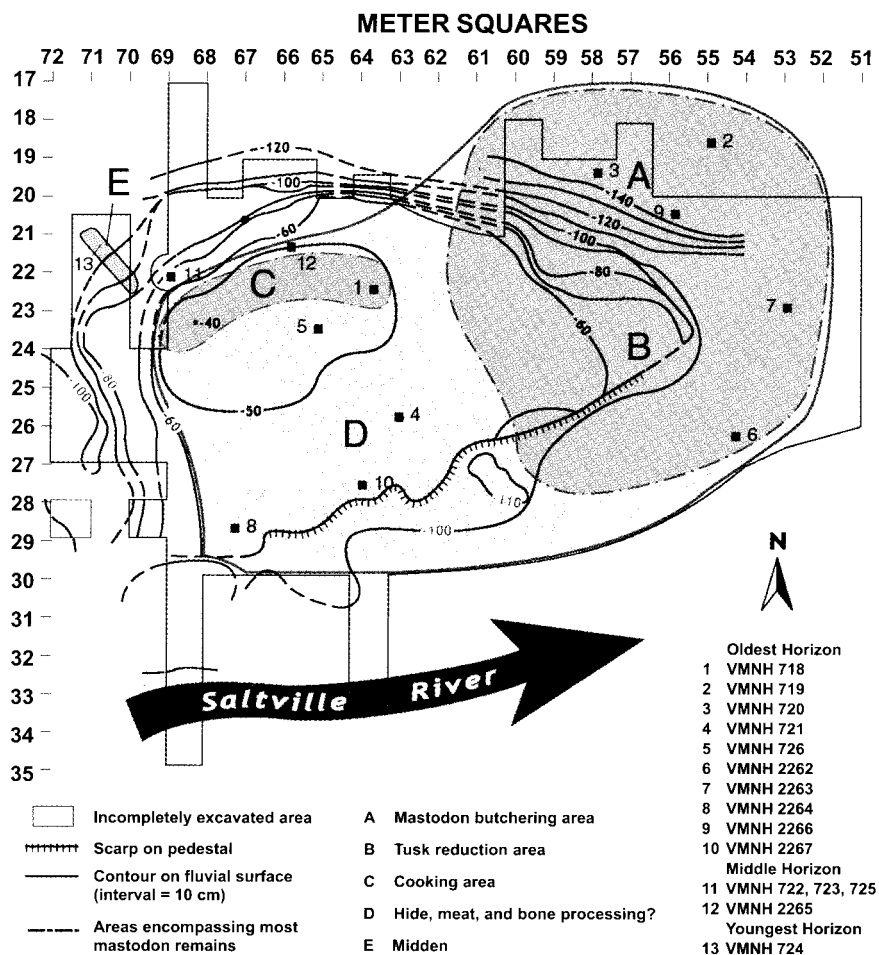 METER SQUARES
72 71 70 69 68 67 66 65 64 63 62 61 60 59 58 57 56 55 54 53 52 51
17
18
19
20
21
22
23
24
25
26
27
28
29
30
31
32
33
34
35
-120
-100
-60
-140
-120
-100
-80
-60
-40
-50
-100
-80
-60
-100
-110
E
A
C
B
D
2
3
9
13
11
12
1
7
5
4
6
10
8
N
Saltville River
Oldest Horizon
1 VMNH 718
2 VMNH 719
3 VMNH 720
4 VMNH 721
5 VMNH 726
6 VMNH 2262
7 VMNH 2263
8 VMNH 2264
9 VMNH 2266
10 VMNH 2267
Middle Horizon
11 VMNH 722, 723, 725
12 VMNH 2265
Youngest Horizon
13 VMNH 724
Incompletely excavated area
Scarp on pedestal
Contour on fluvial surface
(interval = 10 cm)
Areas encompassing most
mastodon remains
A Mastodon butchering area
B Tusk reduction area
C Cooking area
D Hide, meat, and bone processing?
E Midden